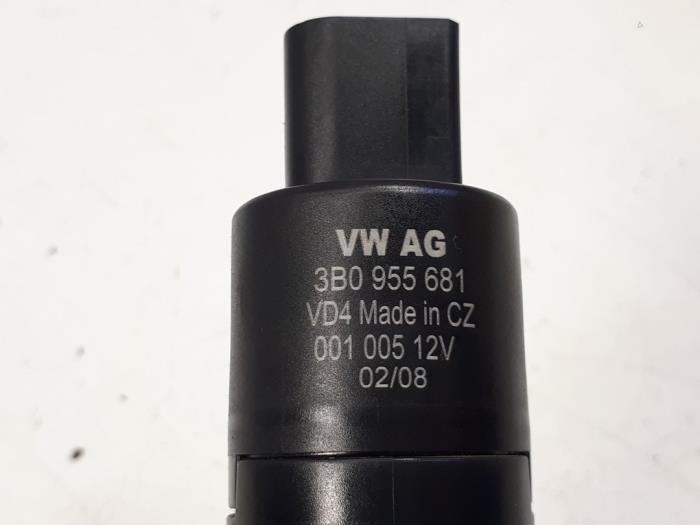 VW AG
3B0 955 681
VD4 Made in CZ
001 005 12V
02/08